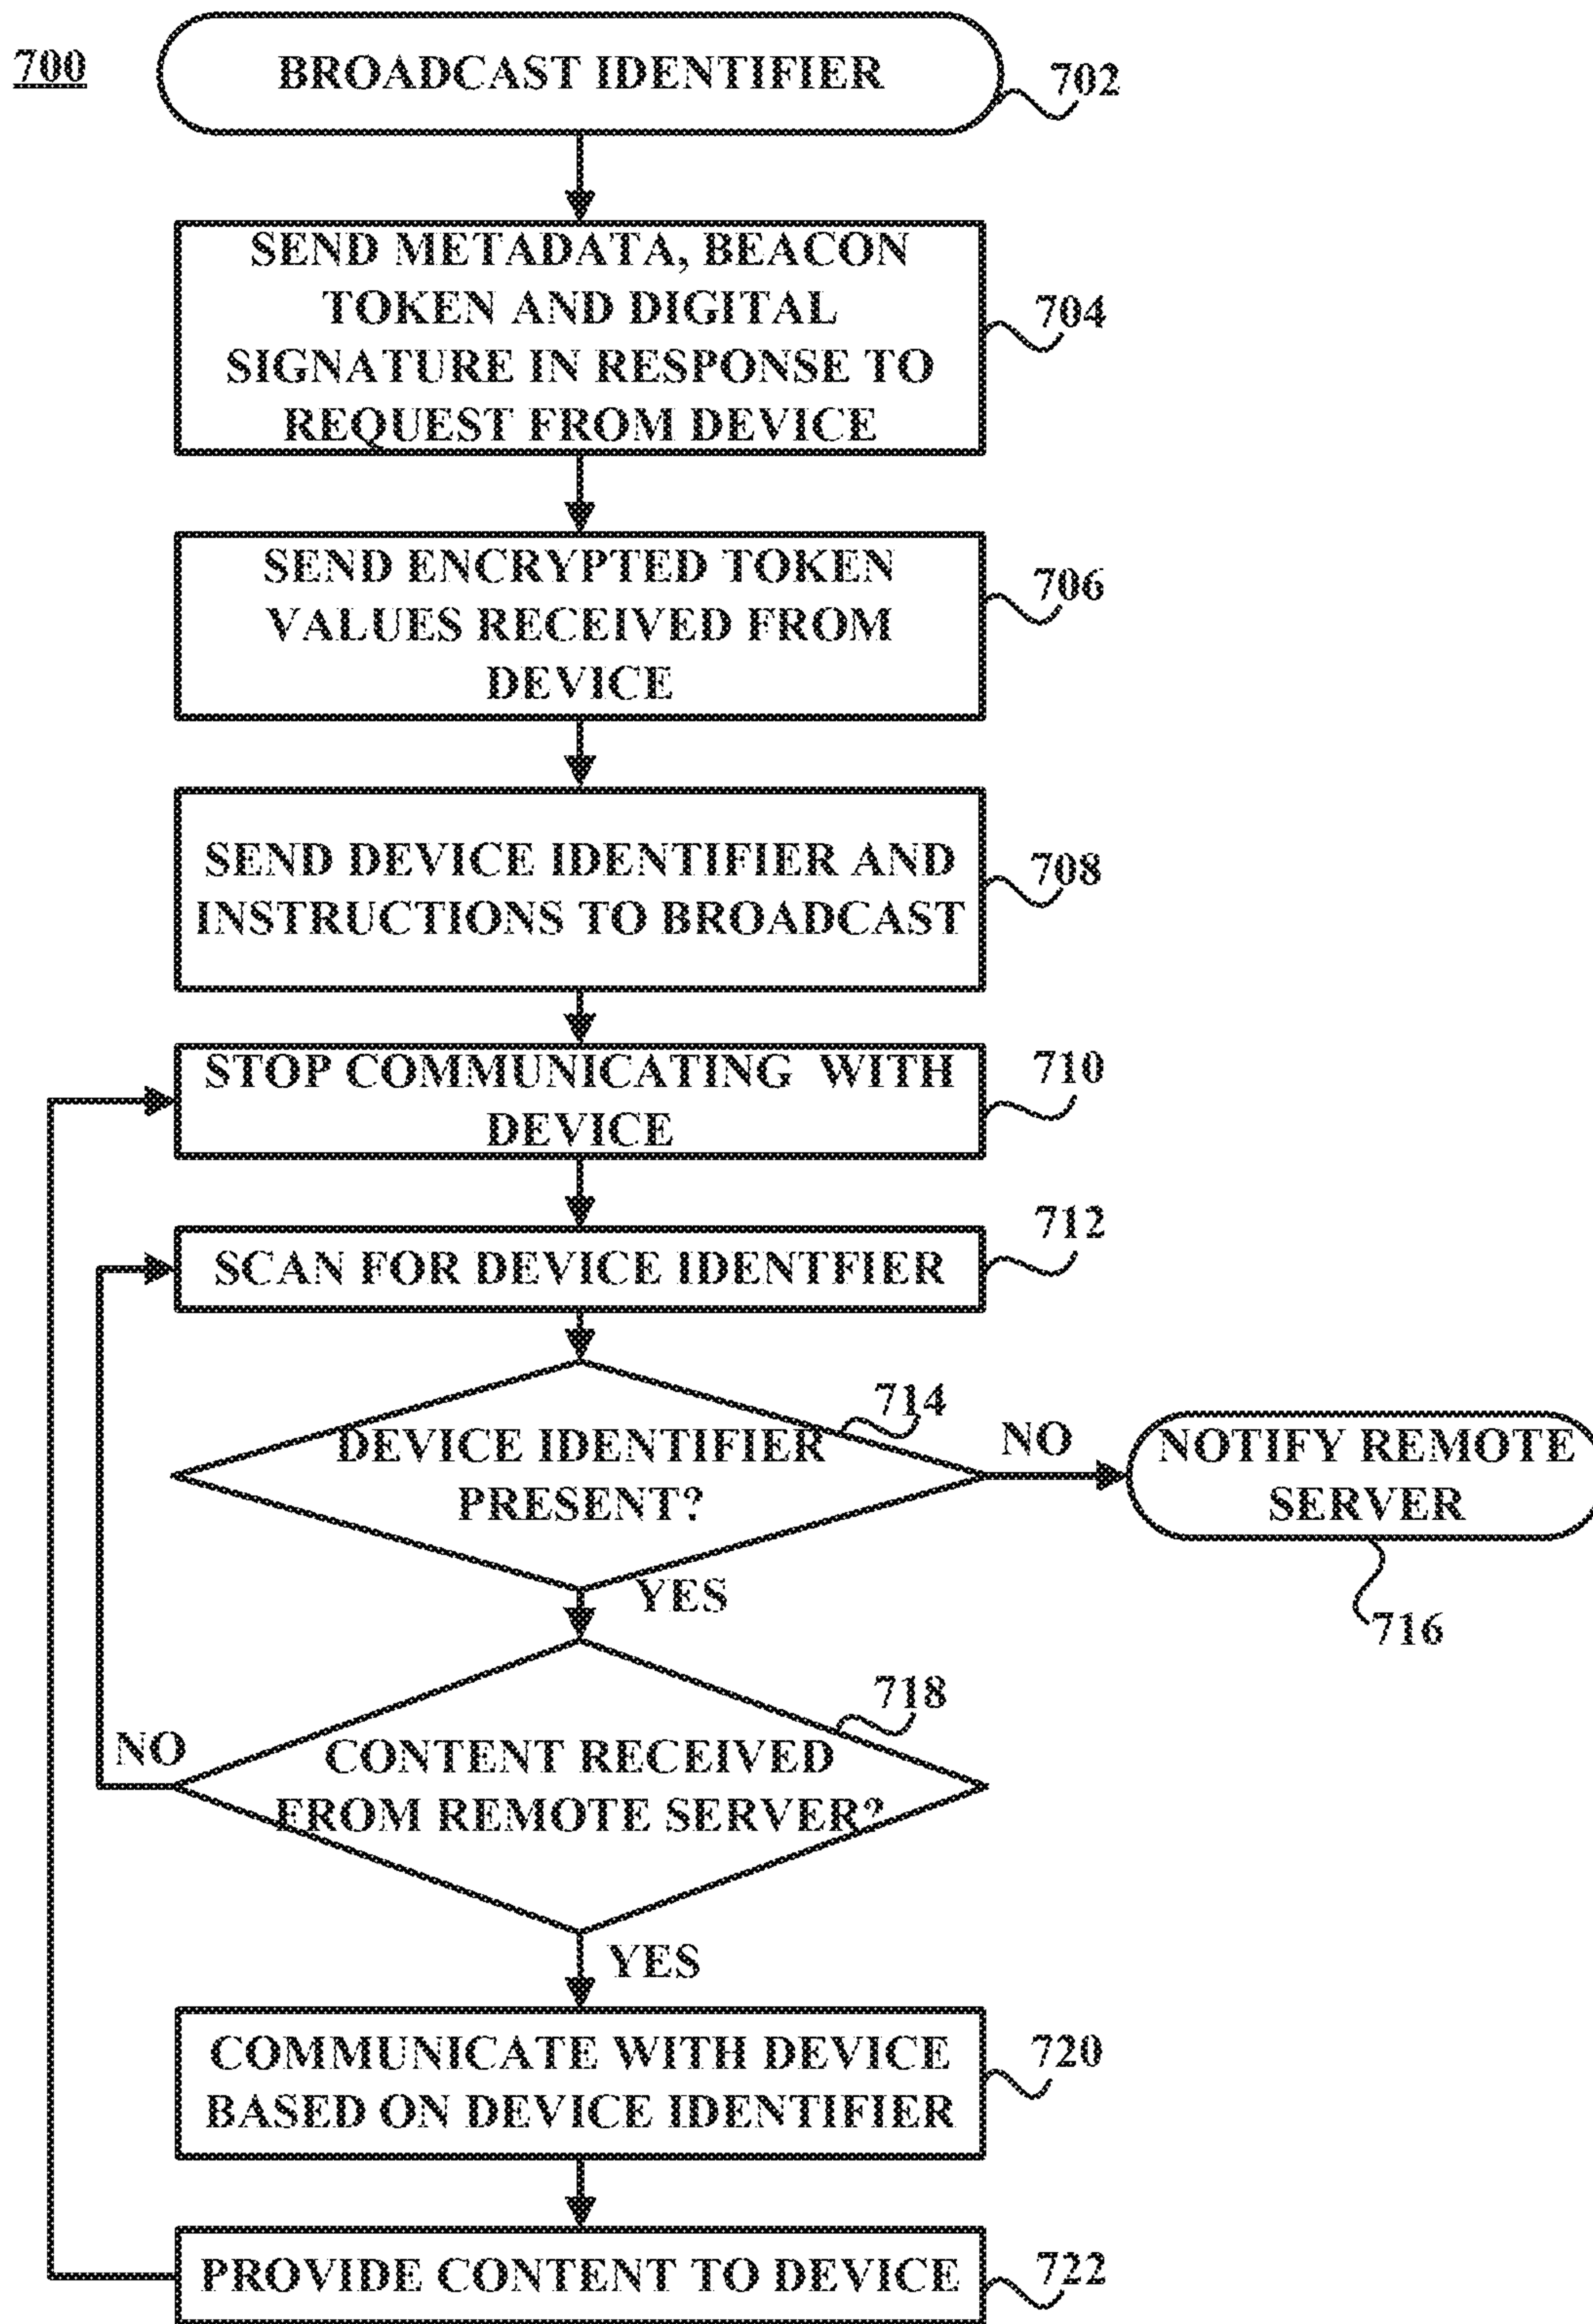 700
BROADCAST IDENTIFIER
702
SEND METADATA, BEACON
TOKEN AND DIGITAL
SIGNATURE IN RESPONSE TO
REQUEST FROM DEVICE
704
SEND ENCRYPTED TOKEN
VALUES RECEIVED FROM
DEVICE
706
SEND DEVICE IDENTIFIER AND
INSTRUCTIONS TO BROADCAST
708
STOP COMMUNICATING WITH
DEVICE
710
SCAN FOR DEVICE IDENTFIER
712
DEVICE IDENTIFIER
PRESENT?
714
NO
NOTIFY REMOTE
SERVER
716
YES
CONTENT RECEIVED
FROM REMOTE SERVER?
718
NO
YES
COMMUNICATE WITH DEVICE
BASED ON DEVICE IDENTIFIER
720
PROVIDE CONTENT TO DEVICE
722